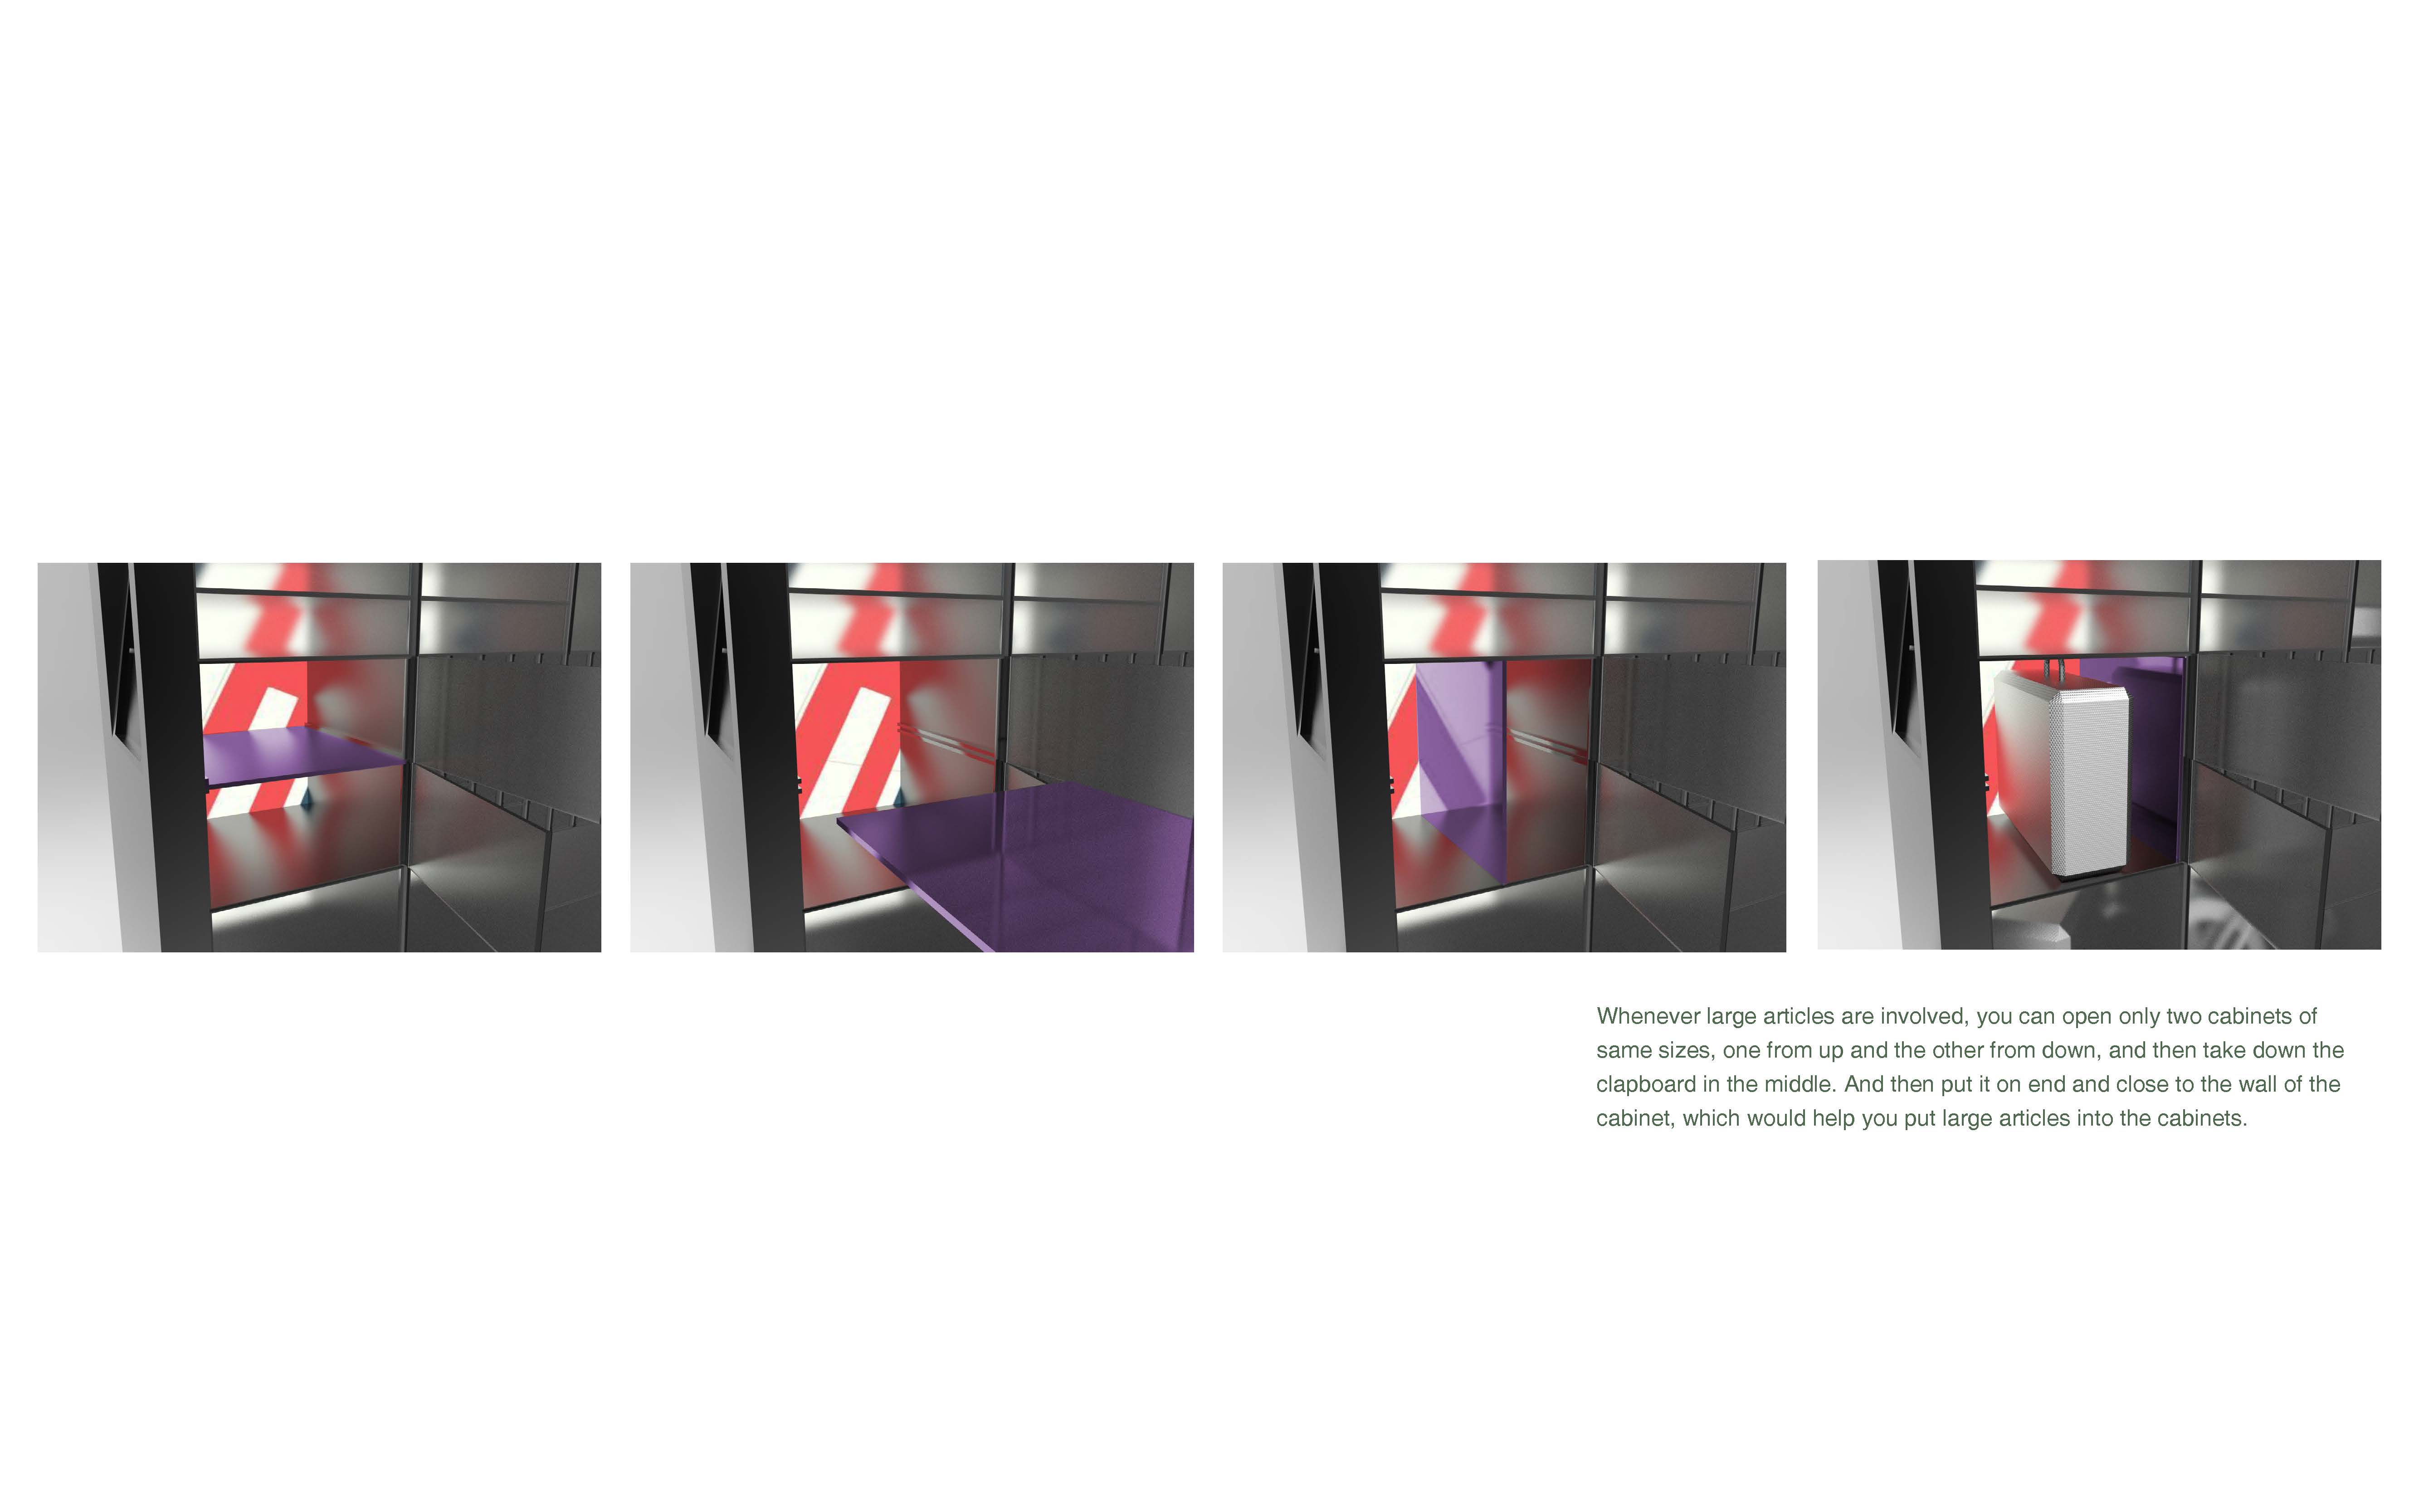 Whenever large articles are involved, you can open only two cabinets of
same sizes, one from up and the other from down, and then take down the
clapboard in the middle. And then put it on end and close to the wall of the
cabinet, which would help you put large articles into the cabinets.